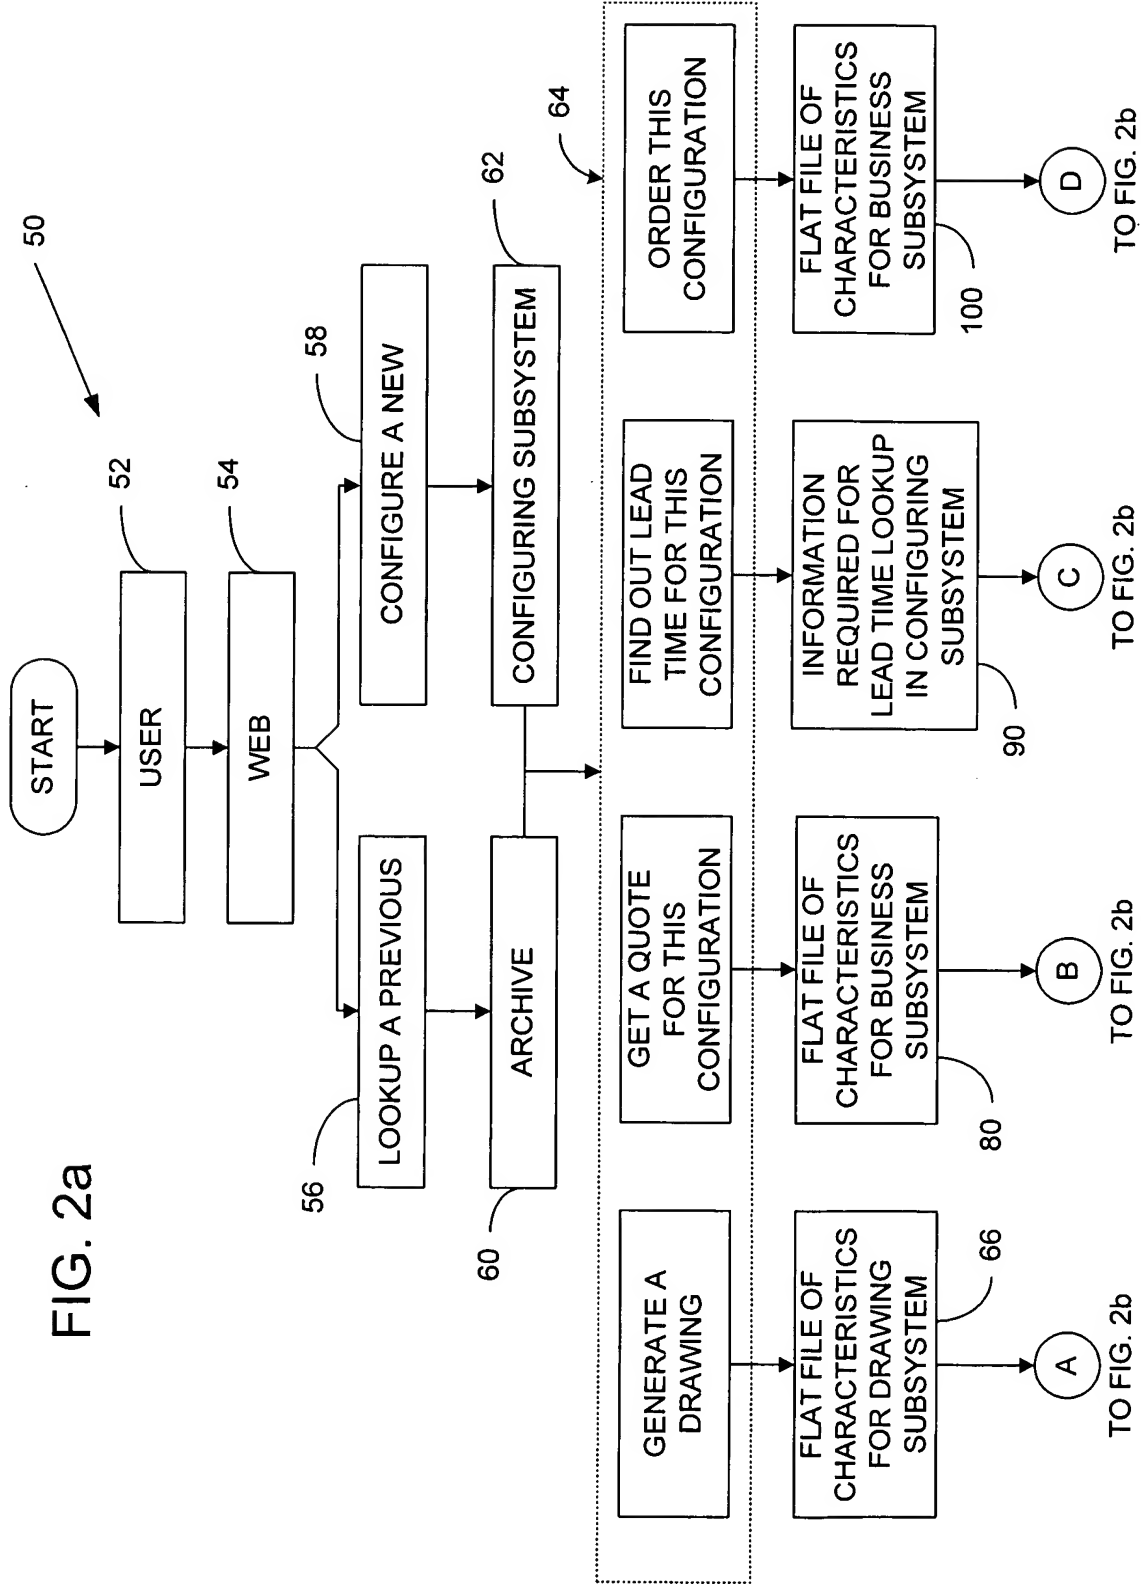 FIG. 2a
50
START
52
USER
54
WEB
56
LOOKUP A PREVIOUS
58
CONFIGURE A NEW
60
ARCHIVE
62
CONFIGURING SUBSYSTEM
64
GENERATE A
DRAWING
GET A QUOTE
FOR THIS
CONFIGURATION
FIND OUT LEAD
TIME FOR THIS
CONFIGURATION
ORDER THIS
CONFIGURATION
FLAT FILE OF
CHARACTERISTICS
FOR DRAWING
SUBSYSTEM
66
FLAT FILE OF
CHARACTERISTICS
FOR BUSINESS
SUBSYSTEM
80
INFORMATION
REQUIRED FOR
LEAD TIME LOOKUP
IN CONFIGURING
SUBSYSTEM
90
FLAT FILE OF
CHARACTERISTICS
FOR BUSINESS
SUBSYSTEM
100
A
TO FIG. 2b
B
TO FIG. 2b
C
TO FIG. 2b
D
TO FIG. 2b